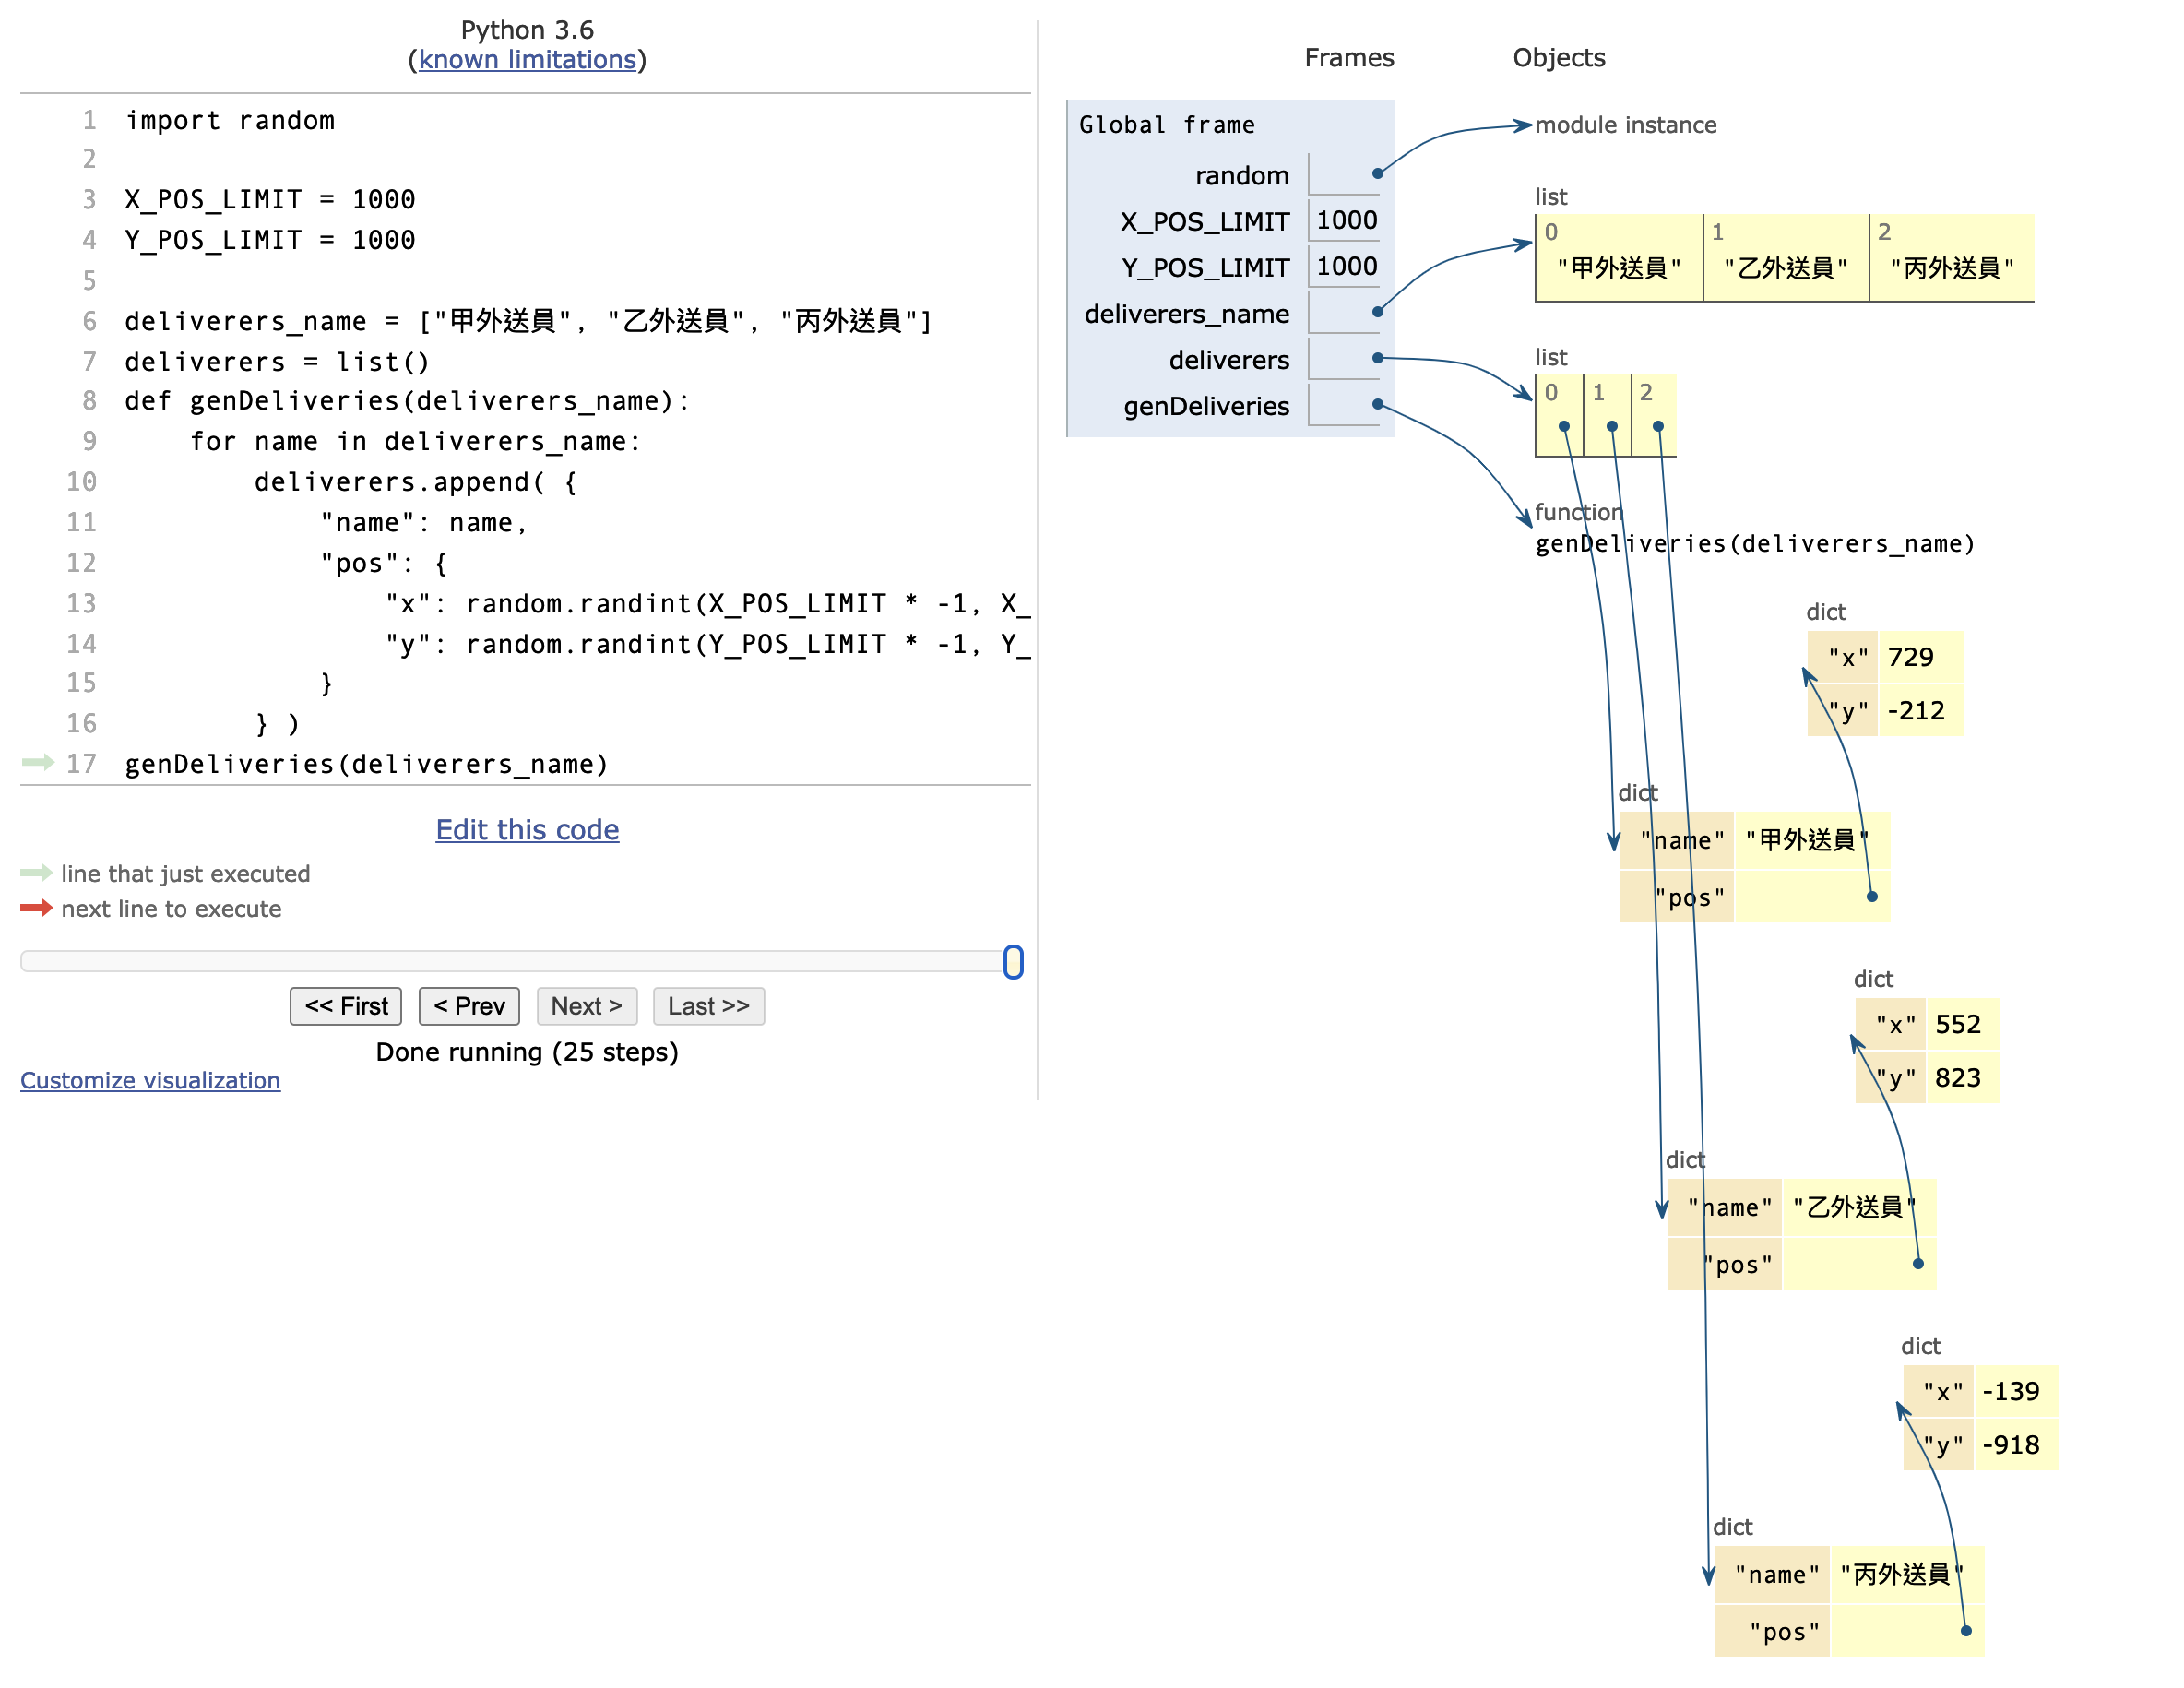 Python 3.6
(known limitations)
1 import random
2
3 X_POS_LIMIT = 1000
4 Y_POS_LIMIT = 1000
5
6 deliverers_name = ["甲外送員", "乙外送員", "丙外送員"]
7 deliverers = list()
8 def genDeliveries(deliverers_name):
9     for name in deliverers_name:
10         deliverers.append( {
11             "name": name,
12             "pos": {
13                 "x": random.randint(X_POS_LIMIT * -1, X_
14                 "y": random.randint(Y_POS_LIMIT * -1, Y_
15             }
16         } )
17 genDeliveries(deliverers_name)
Edit this code
line that just executed
next line to execute
<< First < Prev Next > Last >>
Done running (25 steps)
Customize visualization
Frames Objects
Global frame
random
X_POS_LIMIT 1000
Y_POS_LIMIT 1000
deliverers_name
deliverers
genDeliveries
module instance
list
0 1 2
"甲外送員" "乙外送員" "丙外送員"
list
0 1 2
function
genDeliveries(deliverers_name)
dict
"x" 729
"y" -212
dict
"name" "甲外送員"
"pos"
dict
"x" 552
"y" 823
dict
"name" "乙外送員"
"pos"
dict
"x" -139
"y" -918
dict
"name" "丙外送員"
"pos"